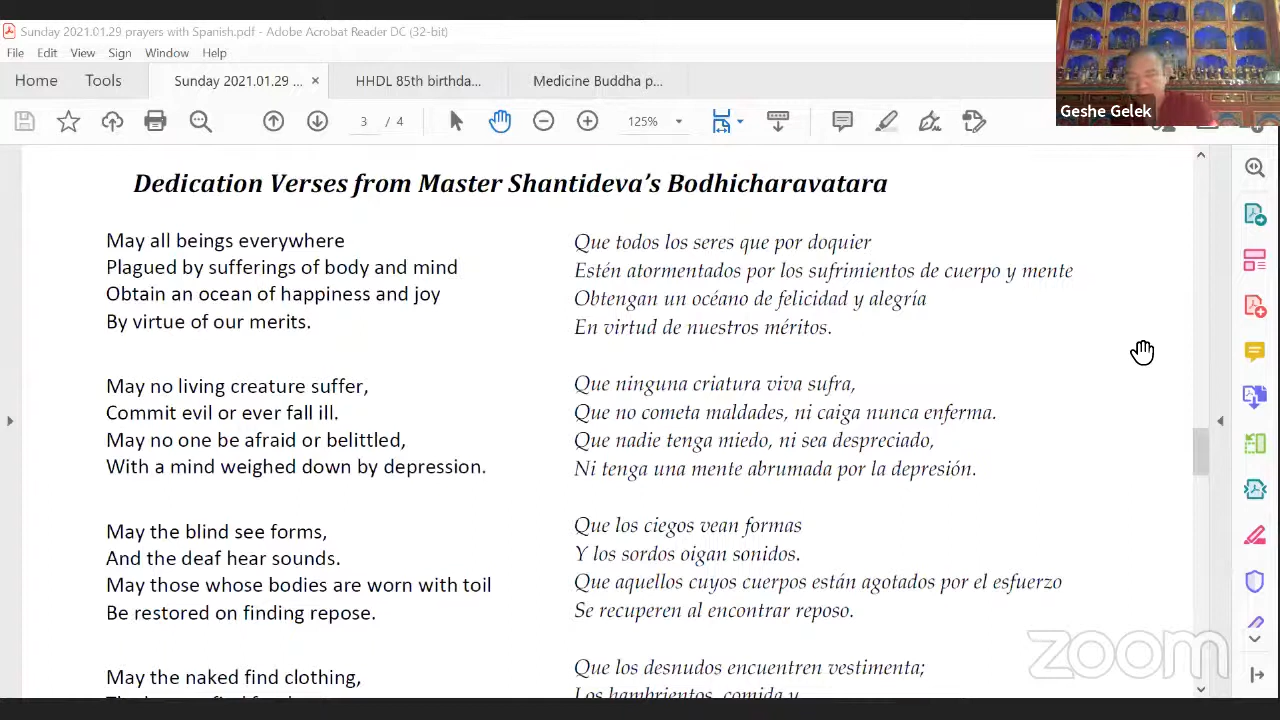 Sunday 2021.01.29 prayers with Spanish.pdf - Adobe Acrobat Reader DC (32-bit)
File Edit View Sign Window Help
Home Tools Sunday 2021.01.29 ... × HHDL 85th birthda... Medicine Buddha p...
Geshe Gelek
3 / 4 125%
Dedication Verses from Master Shantideva’s Bodhicharavatara
May all beings everywhere
Plagued by sufferings of body and mind
Obtain an ocean of happiness and joy
By virtue of our merits.
May no living creature suffer,
Commit evil or ever fall ill.
May no one be afraid or belittled,
With a mind weighed down by depression.
May the blind see forms,
And the deaf hear sounds.
May those whose bodies are worn with toil
Be restored on finding repose.
May the naked find clothing,
Que todos los seres que por doquier
Estén atormentados por los sufrimientos de cuerpo y mente
Obtengan un océano de felicidad y alegría
En virtud de nuestros méritos.
Que ninguna criatura viva sufra,
Que no cometa maldades, ni caiga nunca enferma.
Que nadie tenga miedo, ni sea despreciado,
Ni tenga una mente abrumada por la depresión.
Que los ciegos vean formas
Y los sordos oigan sonidos.
Que aquellos cuyos cuerpos están agotados por el esfuerzo
Se recuperen al encontrar reposo.
Que los desnudos encuentren vestimenta;
Los hambrientos, comida y
zoom